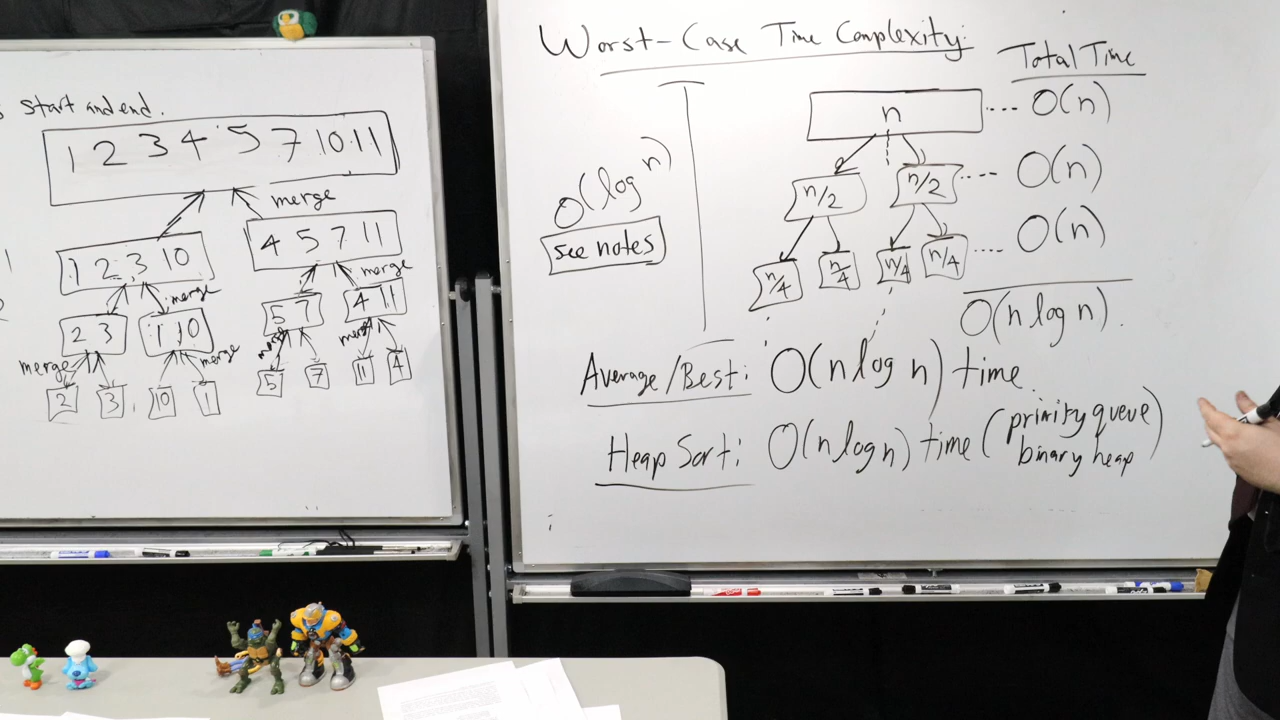 s start and end.
1 2 3 4 5 7 10 11
merge
1 2 3 10
4 5 7 11
merge
merge
2 3
1 10
5 7
4 11
merge
merge
merge
merge
2
3
10
1
5
7
11
4
Worst-Case Time Complexity:
Total Time
n
O(n)
O(log n)
see notes
n/2
n/2
O(n)
n/4
n/4
n/4
n/4
O(n)
O(n log n).
Average/Best: O(n log n) time.
Heap Sort: O(n log n) time (priority queue
binary heap)